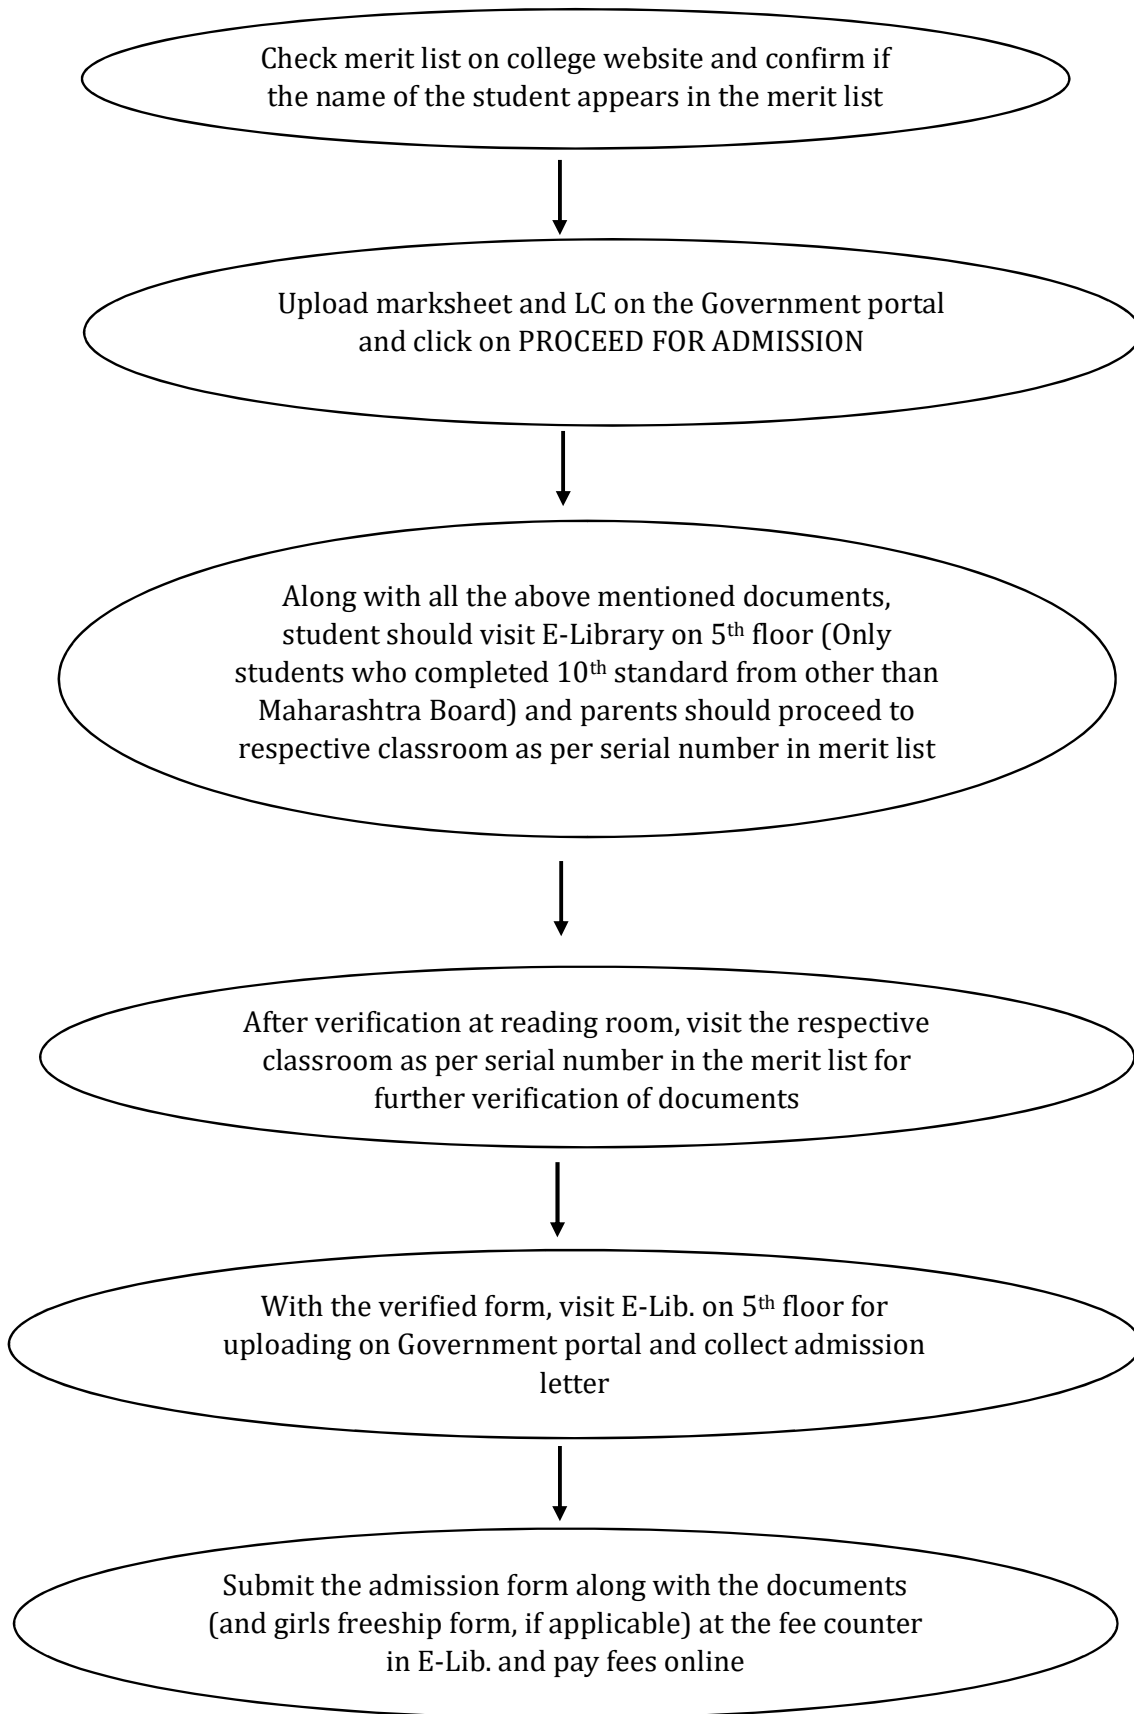 Check merit list on college website and confirm if
the name of the student appears in the merit list
Upload marksheet and LC on the Government portal
and click on PROCEED FOR ADMISSION
Along with all the above mentioned documents,
student should visit E-Library on 5th floor (Only
students who completed 10th standard from other than
Maharashtra Board) and parents should proceed to
respective classroom as per serial number in merit list
After verification at reading room, visit the respective
classroom as per serial number in the merit list for
further verification of documents
With the verified form, visit E-Lib. on 5th floor for
uploading on Government portal and collect admission
letter
Submit the admission form along with the documents
(and girls freeship form, if applicable) at the fee counter
in E-Lib. and pay fees online